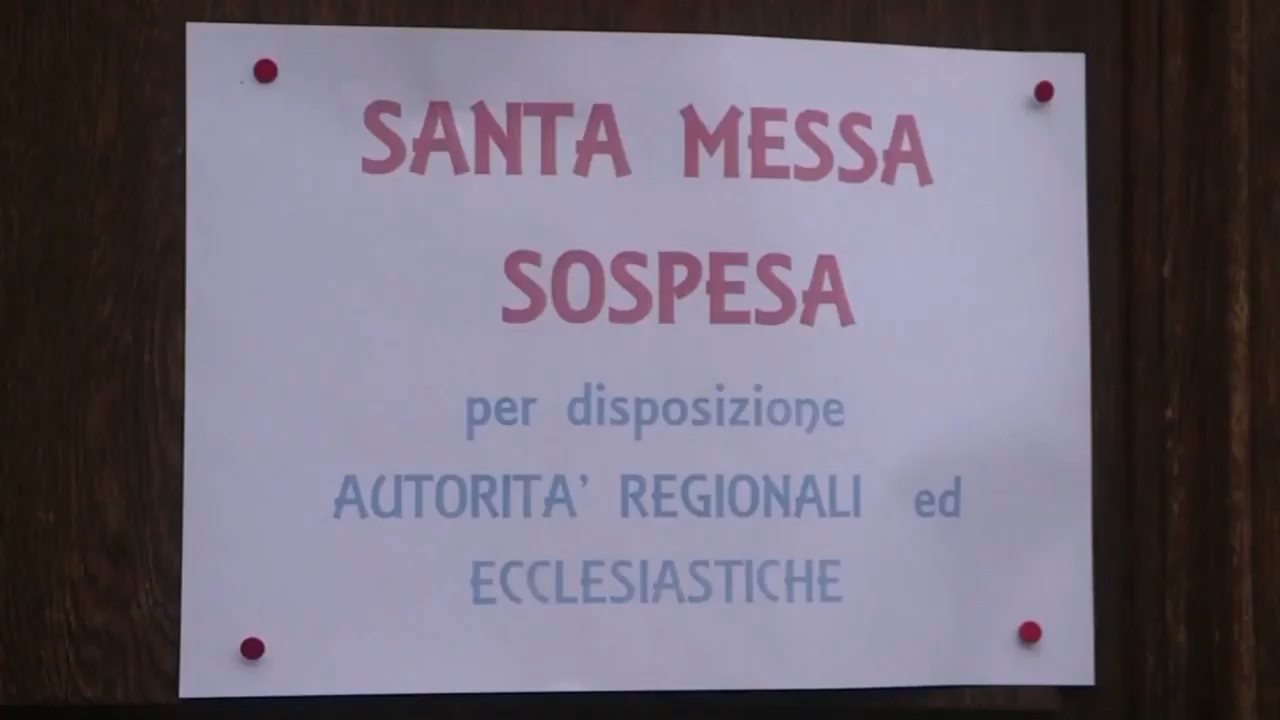 SANTA MESSA
SOSPESA
per disposizione
AUTORITA' REGIONALI ed
ECCLESIASTICHE